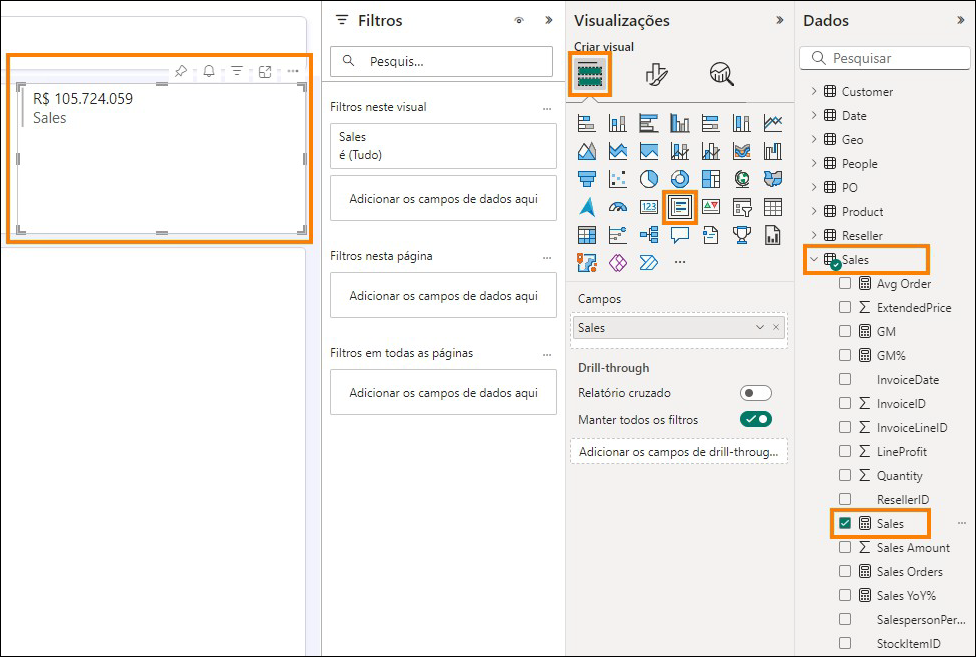 R$ 105.724.059
Sales
Filtros
Pesquis...
Filtros neste visual
...
Sales
é (Tudo)
Adicionar os campos de dados aqui
Filtros nesta página
...
Adicionar os campos de dados aqui
Filtros em todas as páginas
...
Adicionar os campos de dados aqui
Visualizações
Criar visual
123
...
Campos
Sales
Drill-through
Relatório cruzado
Manter todos os filtros
Adicionar os campos de drill-throug...
Dados
Pesquisar
Customer
Date
Geo
People
PO
Product
Reseller
Sales
Avg Order
ExtendedPrice
GM
GM%
InvoiceDate
InvoiceID
InvoiceLineID
LineProfit
Quantity
ResellerID
Sales
...
Sales Amount
Sales Orders
Sales YoY%
SalespersonPer...
StockItemID